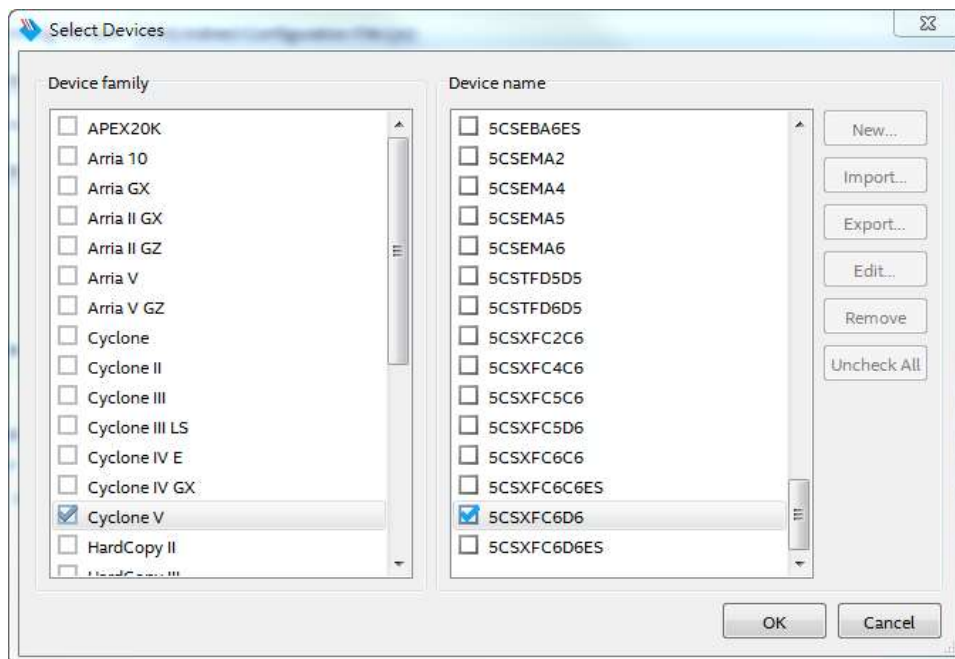 Select Devices
Device family
APEX20K
Arria 10
Arria GX
Arria II GX
Arria II GZ
Arria V
Arria V GZ
Cyclone
Cyclone II
Cyclone III
Cyclone III LS
Cyclone IV E
Cyclone IV GX
Cyclone V
HardCopy II
HardCopy III
Device name
5CSEBA6ES
5CSEMA2
5CSEMA4
5CSEMA5
5CSEMA6
5CSTFD5D5
5CSTFD6D5
5CSXFC2C6
5CSXFC4C6
5CSXFC5C6
5CSXFC5D6
5CSXFC6C6
5CSXFC6C6ES
5CSXFC6D6
5CSXFC6D6ES
New...
Import...
Export...
Edit...
Remove
Uncheck All
OK
Cancel